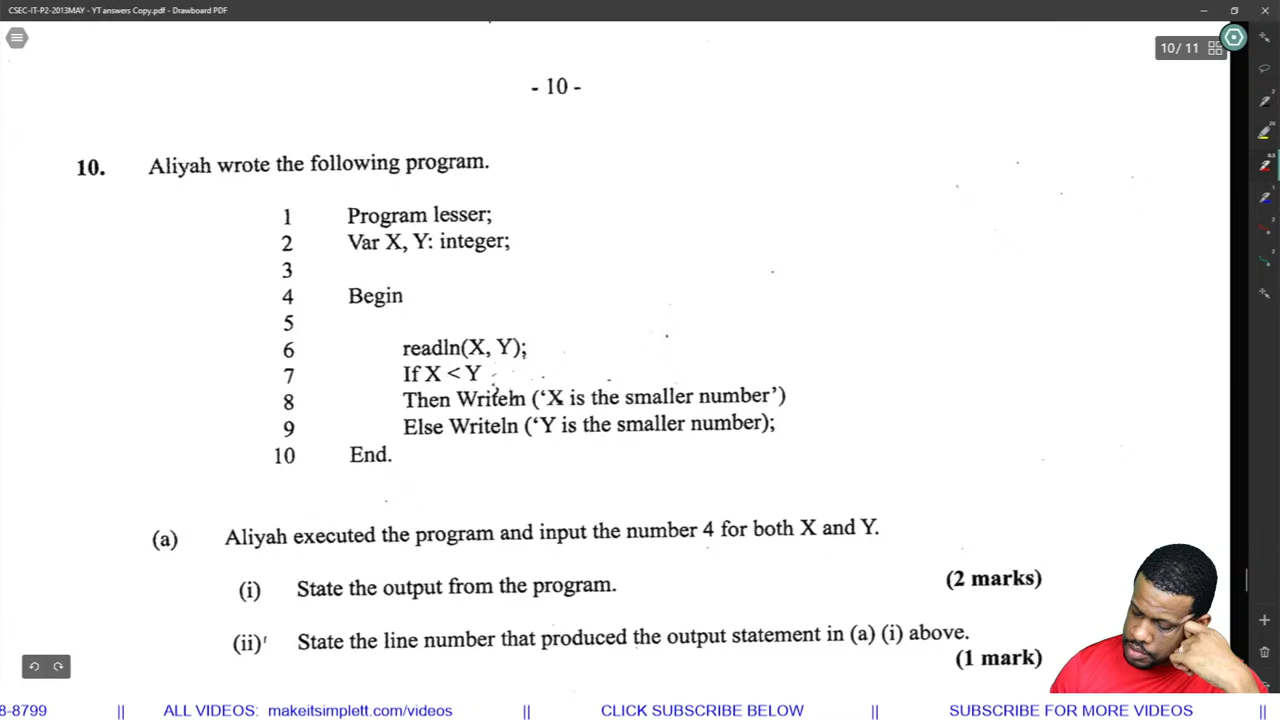 CSEC-IT-P2-2013MAY - YT answers Copy.pdf - Drawboard PDF
10/11
- 10 -
10. Aliyah wrote the following program.
1 Program lesser;
2 Var X, Y: integer;
3
4 Begin
5
6 readln(X, Y);
7 If X < Y
8 Then Writeln (‘X is the smaller number’)
9 Else Writeln (‘Y is the smaller number);
10 End.
(a) Aliyah executed the program and input the number 4 for both X and Y.
(i) State the output from the program. (2 marks)
(ii) State the line number that produced the output statement in (a) (i) above.
(1 mark)
8-8799 || ALL VIDEOS: makeitsimplett.com/videos || CLICK SUBSCRIBE BELOW || SUBSCRIBE FOR MORE VIDEOS ||